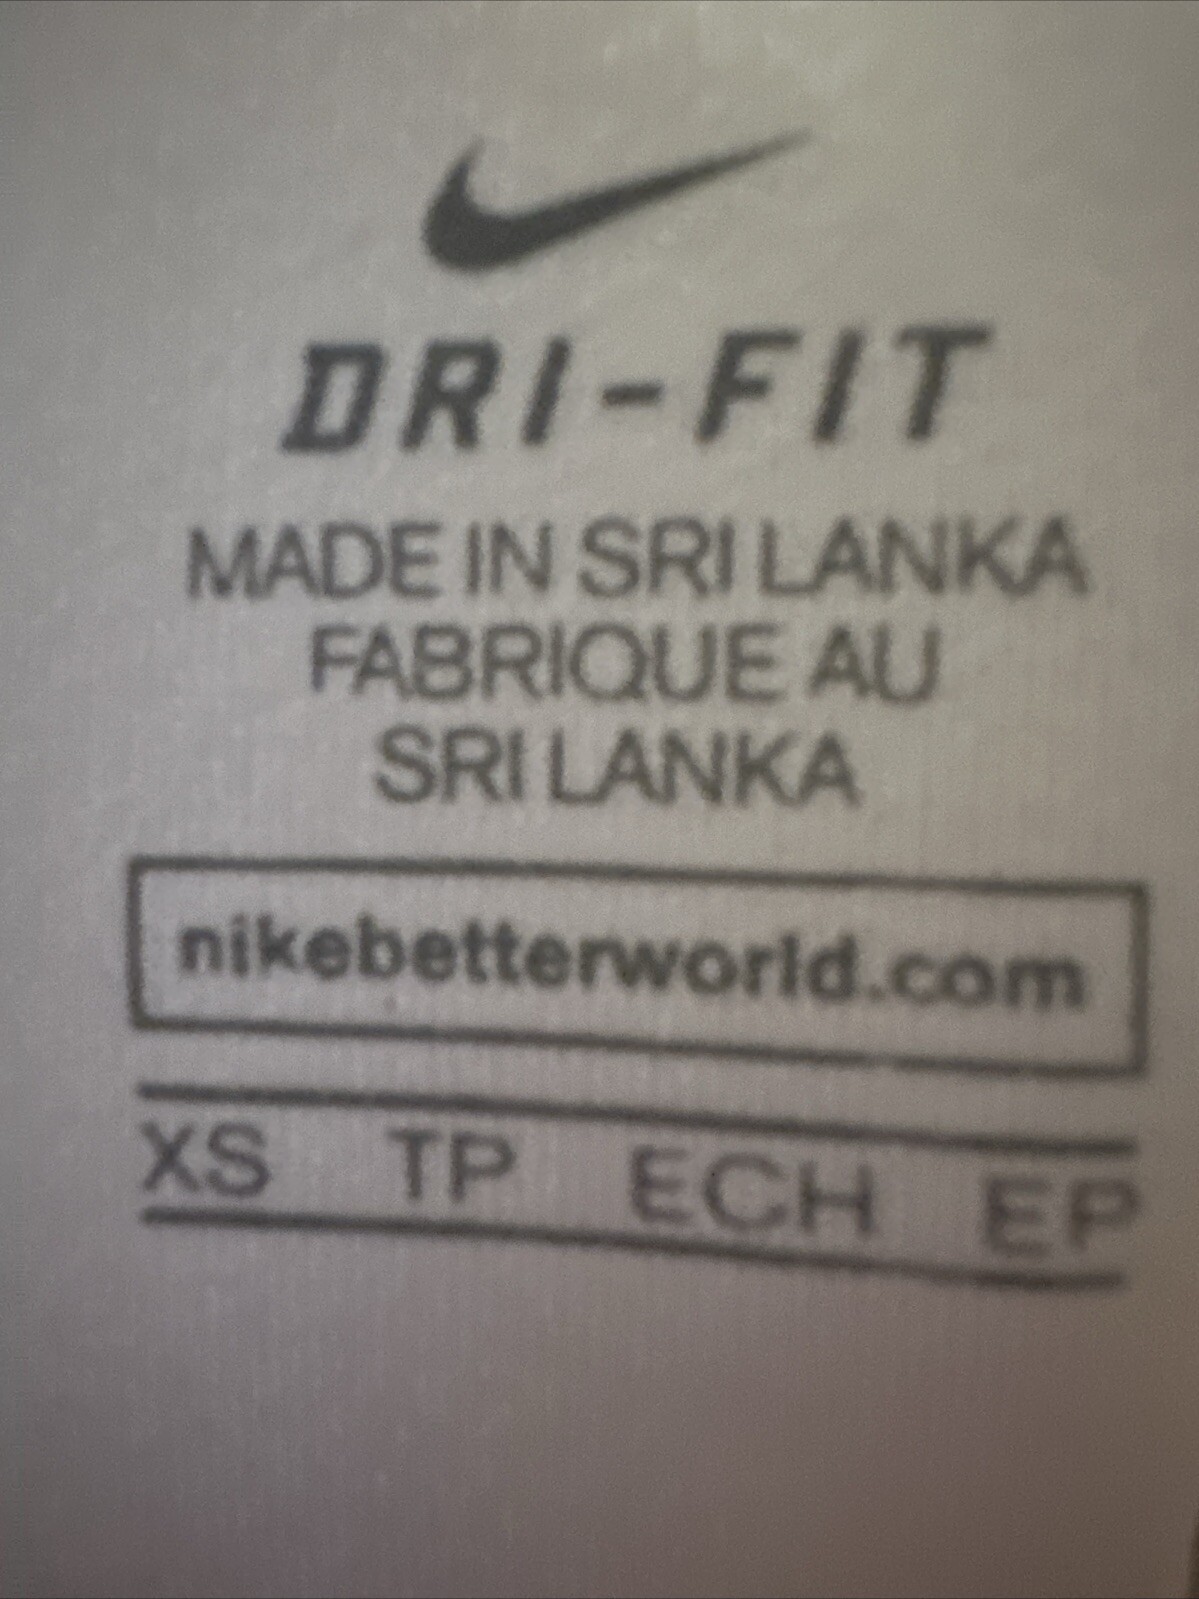 DRI-FIT
MADE IN SRI LANKA
FABRIQUE AU
SRI LANKA
nikebetterworld.com
XS TP ECH EP